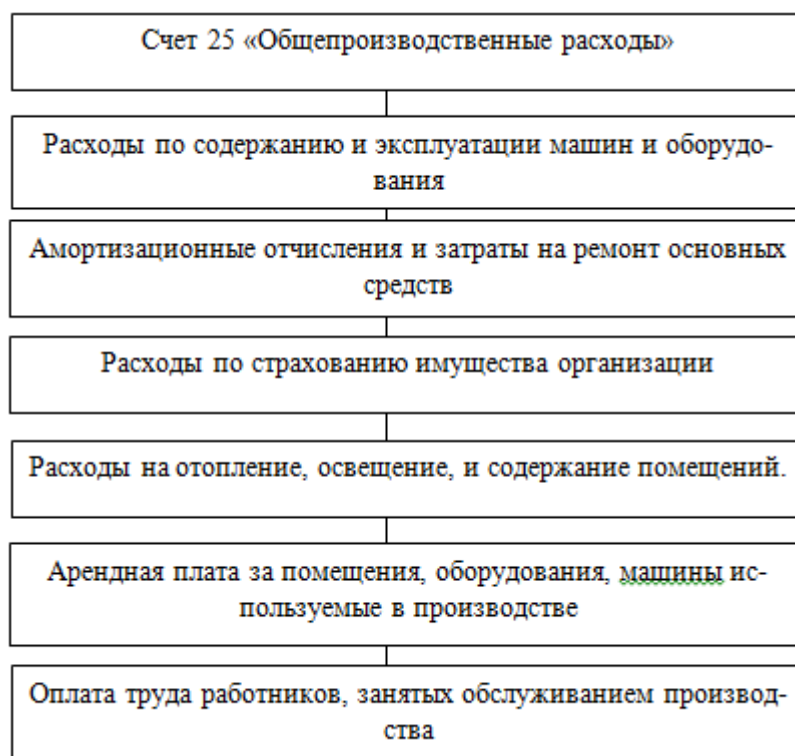 Счет 25 «Общепроизводственные расходы»
Расходы по содержанию и эксплуатации машин и оборудо-
вания
Амортизационные отчисления и затраты на ремонт основных
средств
Расходы по страхованию имущества организации
Расходы на отопление, освещение, и содержание помещений.
Арендная плата за помещения, оборудования, машины ис-
пользуемые в производстве
Оплата труда работников, занятых обслуживанием производ-
ства